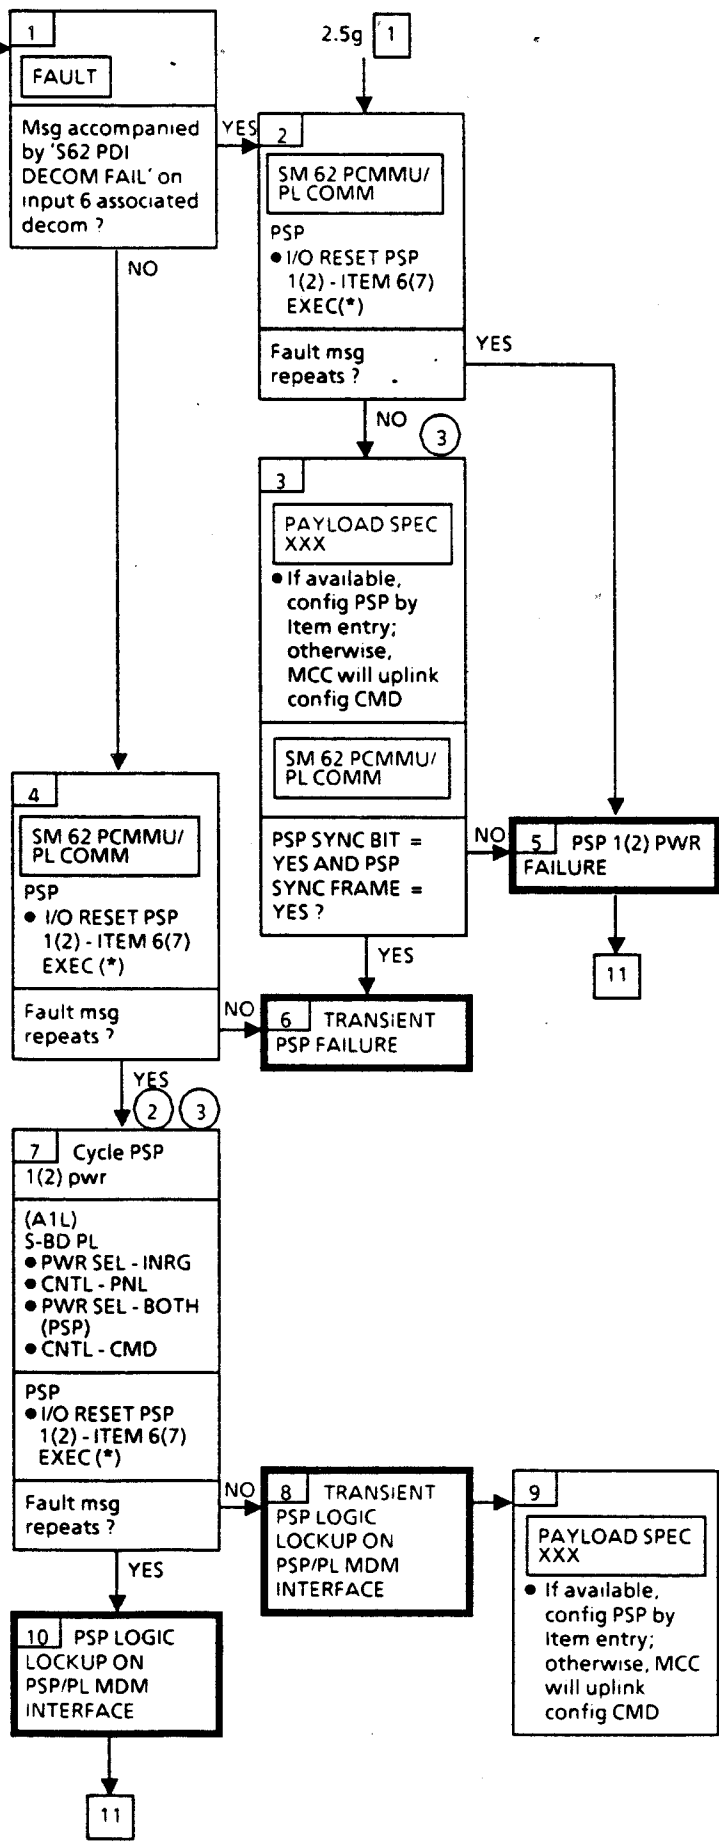 1
FAULT
Msg accompanied
by 'S62 PDI
DECOM FAIL' on
input 6 associated
decom ?
YES
NO
2.5g 1
2
SM 62 PCMMU/
PL COMM
PSP
● I/O RESET PSP
1(2) - ITEM 6(7)
EXEC(*)
Fault msg
repeats ?
YES
NO
3
3
PAYLOAD SPEC
XXX
● If available,
config PSP by
Item entry;
otherwise,
MCC will uplink
config CMD
SM 62 PCMMU/
PL COMM
PSP SYNC BIT =
YES AND PSP
SYNC FRAME =
YES ?
NO
YES
4
SM 62 PCMMU/
PL COMM
PSP
● I/O RESET PSP
1(2) - ITEM 6(7)
EXEC (*)
Fault msg
repeats ?
NO
YES
5 PSP 1(2) PWR
FAILURE
11
6 TRANSIENT
PSP FAILURE
2 3
7 Cycle PSP
1(2) pwr
(A1L)
S-BD PL
● PWR SEL - INRG
● CNTL - PNL
● PWR SEL - BOTH
(PSP)
● CNTL - CMD
PSP
● I/O RESET PSP
1(2) - ITEM 6(7)
EXEC (*)
Fault msg
repeats ?
NO
YES
8 TRANSIENT
PSP LOGIC
LOCKUP ON
PSP/PL MDM
INTERFACE
9
PAYLOAD SPEC
XXX
● If available,
config PSP by
Item entry;
otherwise, MCC
will uplink
config CMD
10 PSP LOGIC
LOCKUP ON
PSP/PL MDM
INTERFACE
11